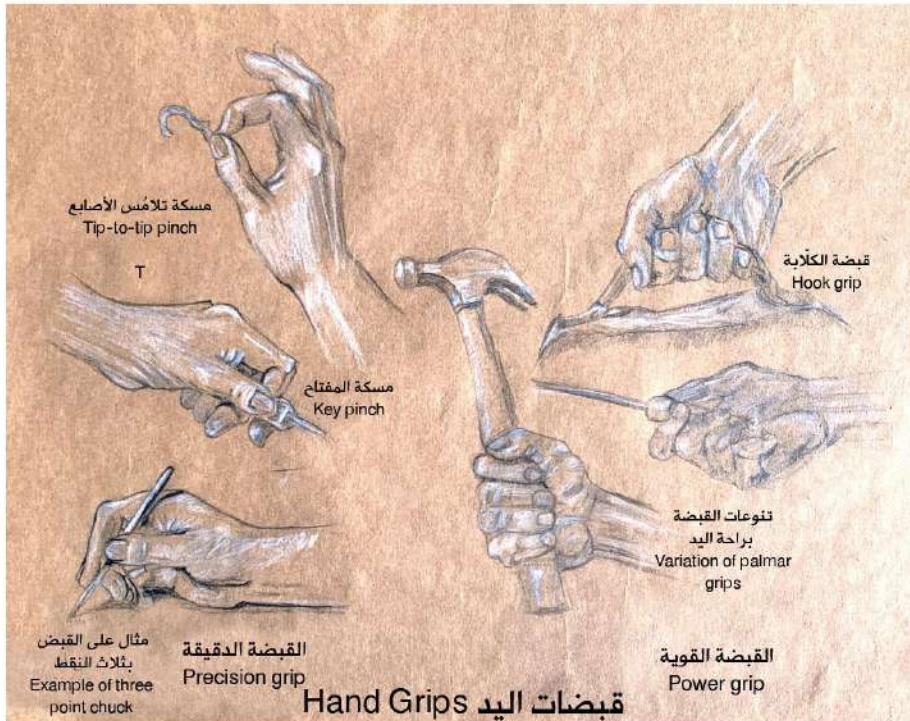 مسكة تلامُس الأصابع
Tip-to-tip pinch
T
قبضة الكلّابة
Hook grip
مسكة المفتاح
Key pinch
تنوعات القبضة
براحة اليد
Variation of palmar
grips
مثال على القبض
بثلاث النقط
Example of three
point chuck
القبضة الدقيقة
Precision grip
القبضة القوية
Power grip
Hand Grips قبضات اليد